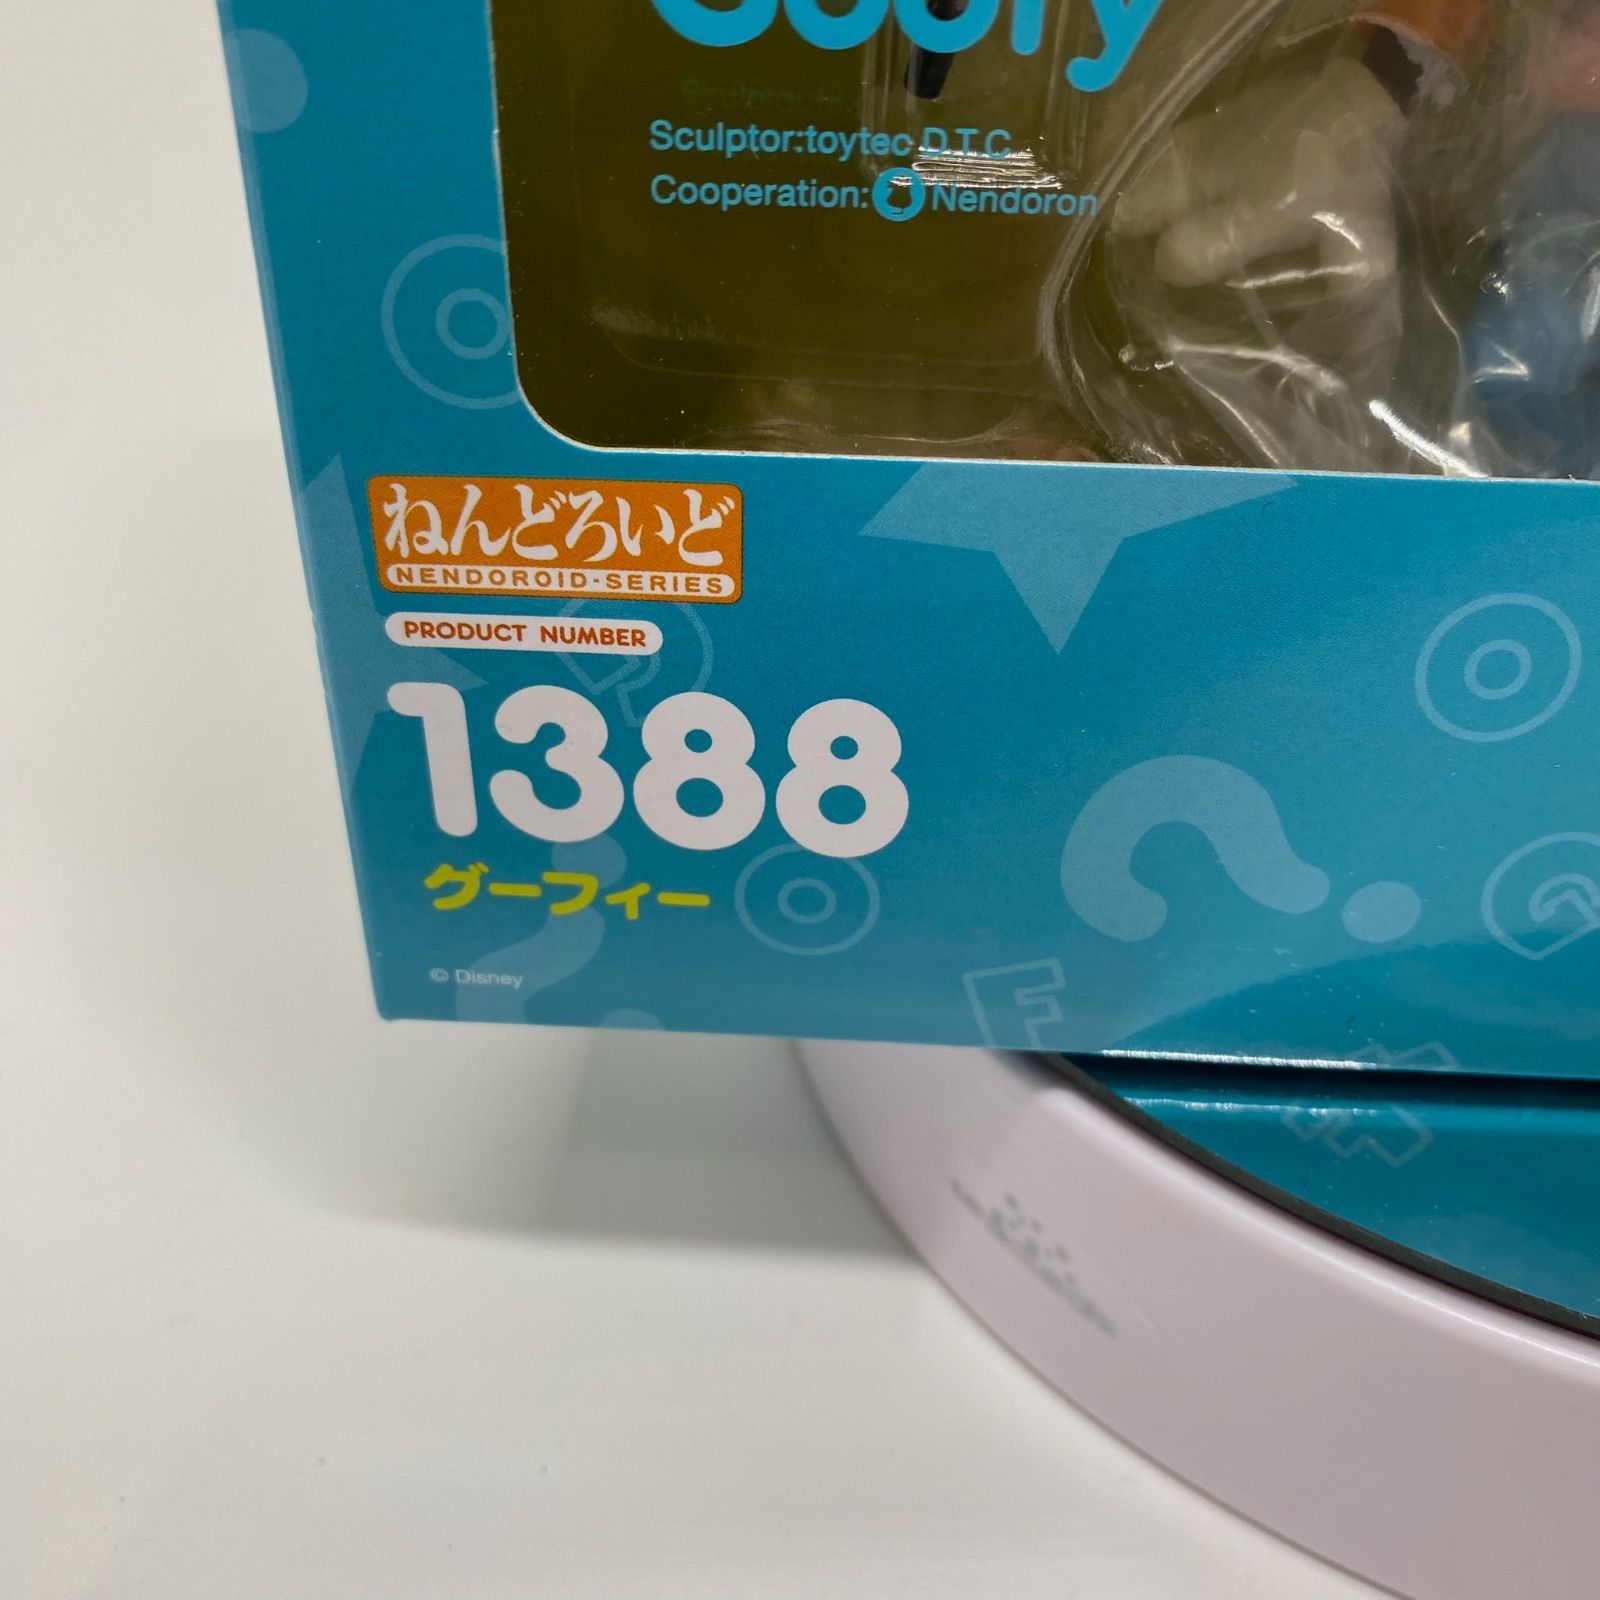 Goofy
Sculptor:toytec D.T.C
Cooperation: Nendoron
ねんどろいど
NENDOROID·SERIES
PRODUCT NUMBER
1388
グーフィー
© Disney